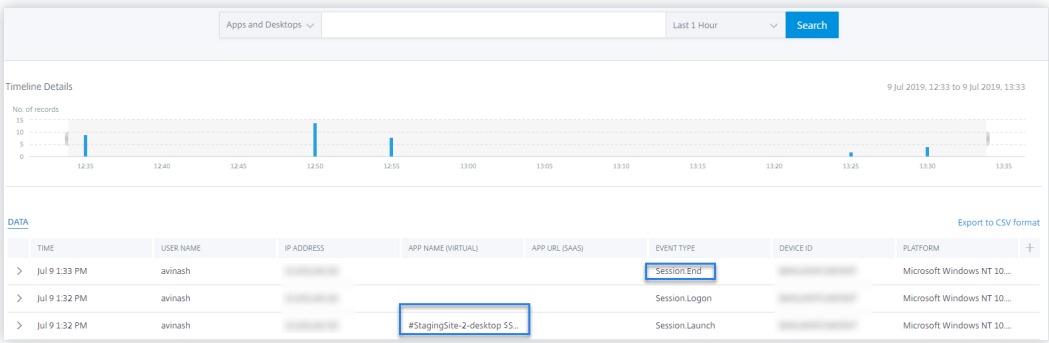 Apps and Desktops Last 1 Hour Search
Timeline Details 9 Jul 2019, 12:33 to 9 Jul 2019, 13:33
No. of records
15
10
5
0
12:35 12:40 12:45 12:50 12:55 13:00 13:05 13:10 13:15 13:20 13:25 13:30 13:35
DATA Export to CSV format
TIME USER NAME IP ADDRESS APP NAME (VIRTUAL) APP URL (SAAS) EVENT TYPE DEVICE ID PLATFORM +
Jul 9 1:33 PM avinash Session.End Microsoft Windows NT 10....
Jul 9 1:32 PM avinash Session.Logon Microsoft Windows NT 10....
Jul 9 1:32 PM avinash #StagingSite-2-desktop $S... Session.Launch Microsoft Windows NT 10....